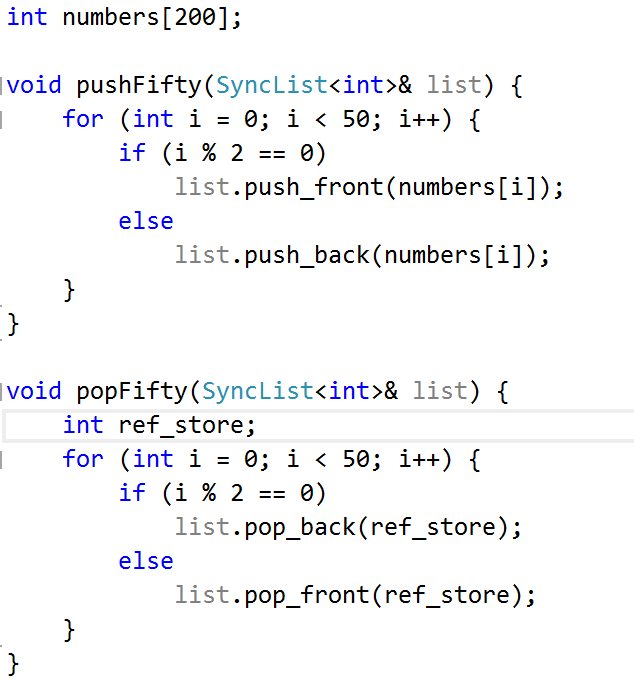 int numbers[200];
void pushFifty(SyncList<int>& list) {
    for (int i = 0; i < 50; i++) {
        if (i % 2 == 0)
            list.push_front(numbers[i]);
        else
            list.push_back(numbers[i]);
    }
}
void popFifty(SyncList<int>& list) {
    int ref_store;
    for (int i = 0; i < 50; i++) {
        if (i % 2 == 0)
            list.pop_back(ref_store);
        else
            list.pop_front(ref_store);
    }
}